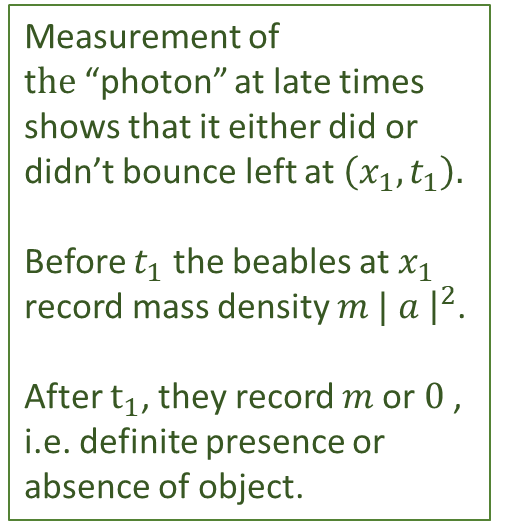 Measurement of
the “photon” at late times
shows that it either did or
didn’t bounce left at (𝑥₁, 𝑡₁).
Before 𝑡₁ the beables at 𝑥₁
record mass density 𝑚 | 𝑎 |².
After t₁, they record 𝑚 or 0 ,
i.e. definite presence or
absence of object.